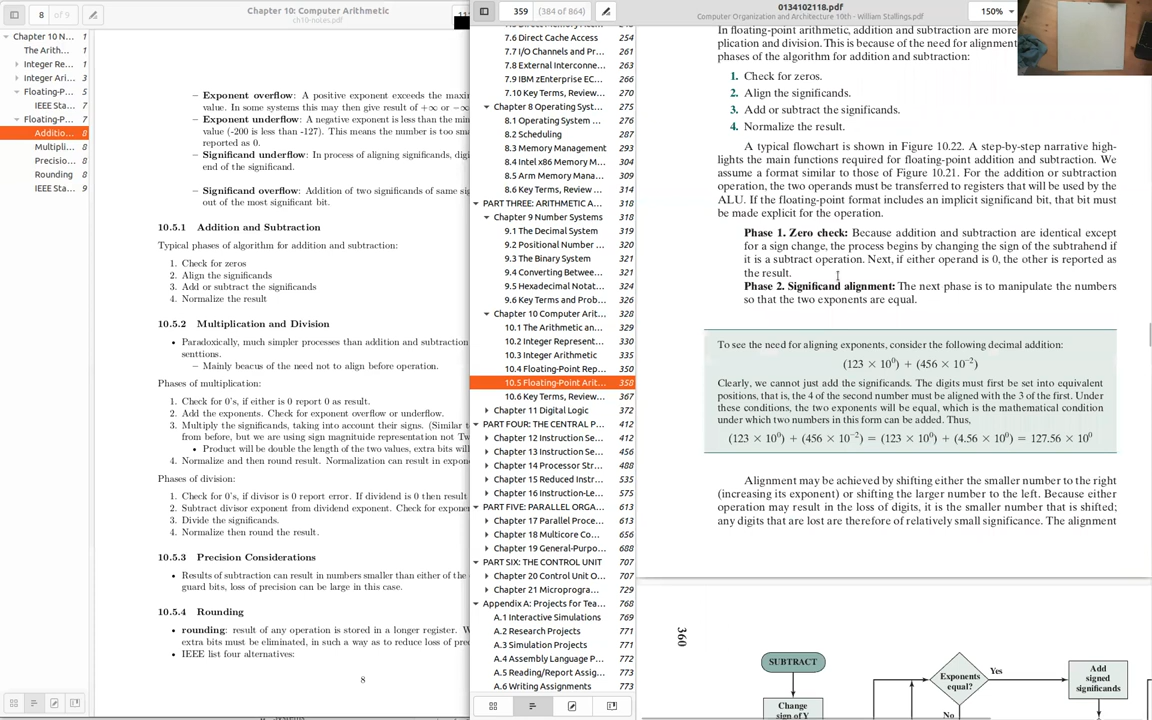 8 (9 of 9)
Chapter 10: Computer Arithmetic
ch10-notes.pdf
Chapter 10 N... 1
The Arith... 1
Integer Re... 1
Integer Ari... 3
Floating-P... 5
IEEE Sta... 7
Floating-P... 7
Additio... 8
Multipli... 8
Precisio... 8
Rounding 8
IEEE Sta... 9
– Exponent overflow: A positive exponent exceeds the maxi
value. In some systems this may then give result of +∞ or −∞
– Exponent underflow: A negative exponent is less than the min
value (-200 is less than -127). This means the number is too sma
reported as 0.
– Significand underflow: In process of aligning significands, digi
end of the significand.
– Significand overflow: Addition of two significands of same si
out of the most significant bit.
10.5.1 Addition and Subtraction
Typical phases of algorithm for addition and subtraction:
1. Check for zeros
2. Align the significands
3. Add or subtract the significands
4. Normalize the result
10.5.2 Multiplication and Division
• Paradoxically, much simpler processes than addition and subtraction
senttions.
– Mainly beacus of the need not to align before operation.
Phases of multiplication:
1. Check for 0's, if either is 0 report 0 as result.
2. Add the exponents. Check for exponent overflow or underflow.
3. Multiply the significands, taking into account their signs. (Similar t
from before, but we are using sign magnituide representation not Tw
• Product will be double the length of the two values, extra bits will
4. Normalize and then round result. Normalization can result in expon
Phases of division:
1. Check for 0's, if divisor is 0 report error. If dividend is 0 then result
2. Subtract divisor exponent from dividend exponent. Check for expone
3. Divide the significands.
4. Normalize then round the result.
10.5.3 Precision Considerations
• Results of subtraction can result in numbers smaller than either of the
guard bits, loss of precision can be large in this case.
10.5.4 Rounding
• rounding: result of any operation is stored in a longer register. W
extra bits must be eliminated, in such a way as to reduce loss of prec
• IEEE list four alternatives:
8
359 (384 of 864)
0134102118.pdf
Computer Organization and Architecture 10th - William Stallings.pdf
150%
7.6 Direct Cache Access 254
7.7 I/O Channels and Pr... 261
7.8 External Interconne... 263
7.9 IBM zEnterprise EC... 266
7.10 Key Terms, Review... 270
Chapter 8 Operating Syst... 275
8.1 Operating System ... 276
8.2 Scheduling 287
8.3 Memory Management 293
8.4 Intel x86 Memory M... 304
8.5 Arm Memory Mana... 309
8.6 Key Terms, Review ... 314
PART THREE: ARITHMETIC A... 318
Chapter 9 Number Systems 318
9.1 The Decimal System 319
9.2 Positional Number ... 320
9.3 The Binary System 321
9.4 Converting Betwee... 321
9.5 Hexadecimal Notat... 324
9.6 Key Terms and Prob... 326
Chapter 10 Computer Arit... 328
10.1 The Arithmetic an... 329
10.2 Integer Represent... 330
10.3 Integer Arithmetic 335
10.4 Floating-Point Rep... 350
10.5 Floating-Point Arit... 358
10.6 Key Terms, Review... 367
Chapter 11 Digital Logic 372
PART FOUR: THE CENTRAL P... 412
Chapter 12 Instruction Se... 412
Chapter 13 Instruction Se... 456
Chapter 14 Processor Str... 488
Chapter 15 Reduced Instr... 535
Chapter 16 Instruction-Le... 575
PART FIVE: PARALLEL ORGA... 613
Chapter 17 Parallel Proce... 613
Chapter 18 Multicore Co... 656
Chapter 19 General-Purpo... 688
PART SIX: THE CONTROL UNIT 707
Chapter 20 Control Unit O... 707
Chapter 21 Microprogra... 729
Appendix A: Projects for Tea... 768
A.1 Interactive Simulations 769
A.2 Research Projects 771
A.3 Simulation Projects 771
A.4 Assembly Language P... 772
A.5 Reading/Report Assig... 773
A.6 Writing Assignments 773
In floating-point arithmetic, addition and subtraction are more
plication and division. This is because of the need for alignment
phases of the algorithm for addition and subtraction:
1. Check for zeros.
2. Align the significands.
3. Add or subtract the significands.
4. Normalize the result.
A typical flowchart is shown in Figure 10.22. A step-by-step narrative high-
lights the main functions required for floating-point addition and subtraction. We
assume a format similar to those of Figure 10.21. For the addition or subtraction
operation, the two operands must be transferred to registers that will be used by the
ALU. If the floating-point format includes an implicit significand bit, that bit must
be made explicit for the operation.
Phase 1. Zero check: Because addition and subtraction are identical except
for a sign change, the process begins by changing the sign of the subtrahend if
it is a subtract operation. Next, if either operand is 0, the other is reported as
the result.
Phase 2. Significand alignment: The next phase is to manipulate the numbers
so that the two exponents are equal.
To see the need for aligning exponents, consider the following decimal addition:
(123 × 10⁰) + (456 × 10⁻²)
Clearly, we cannot just add the significands. The digits must first be set into equivalent
positions, that is, the 4 of the second number must be aligned with the 3 of the first. Under
these conditions, the two exponents will be equal, which is the mathematical condition
under which two numbers in this form can be added. Thus,
(123 × 10⁰) + (456 × 10⁻²) = (123 × 10⁰) + (4.56 × 10⁰) = 127.56 × 10⁰
Alignment may be achieved by shifting either the smaller number to the right
(increasing its exponent) or shifting the larger number to the left. Because either
operation may result in the loss of digits, it is the smaller number that is shifted;
any digits that are lost are therefore of relatively small significance. The alignment
360
SUBTRACT
Change
sign of Y
Exponents
equal?
Yes
No
Add
signed
significands